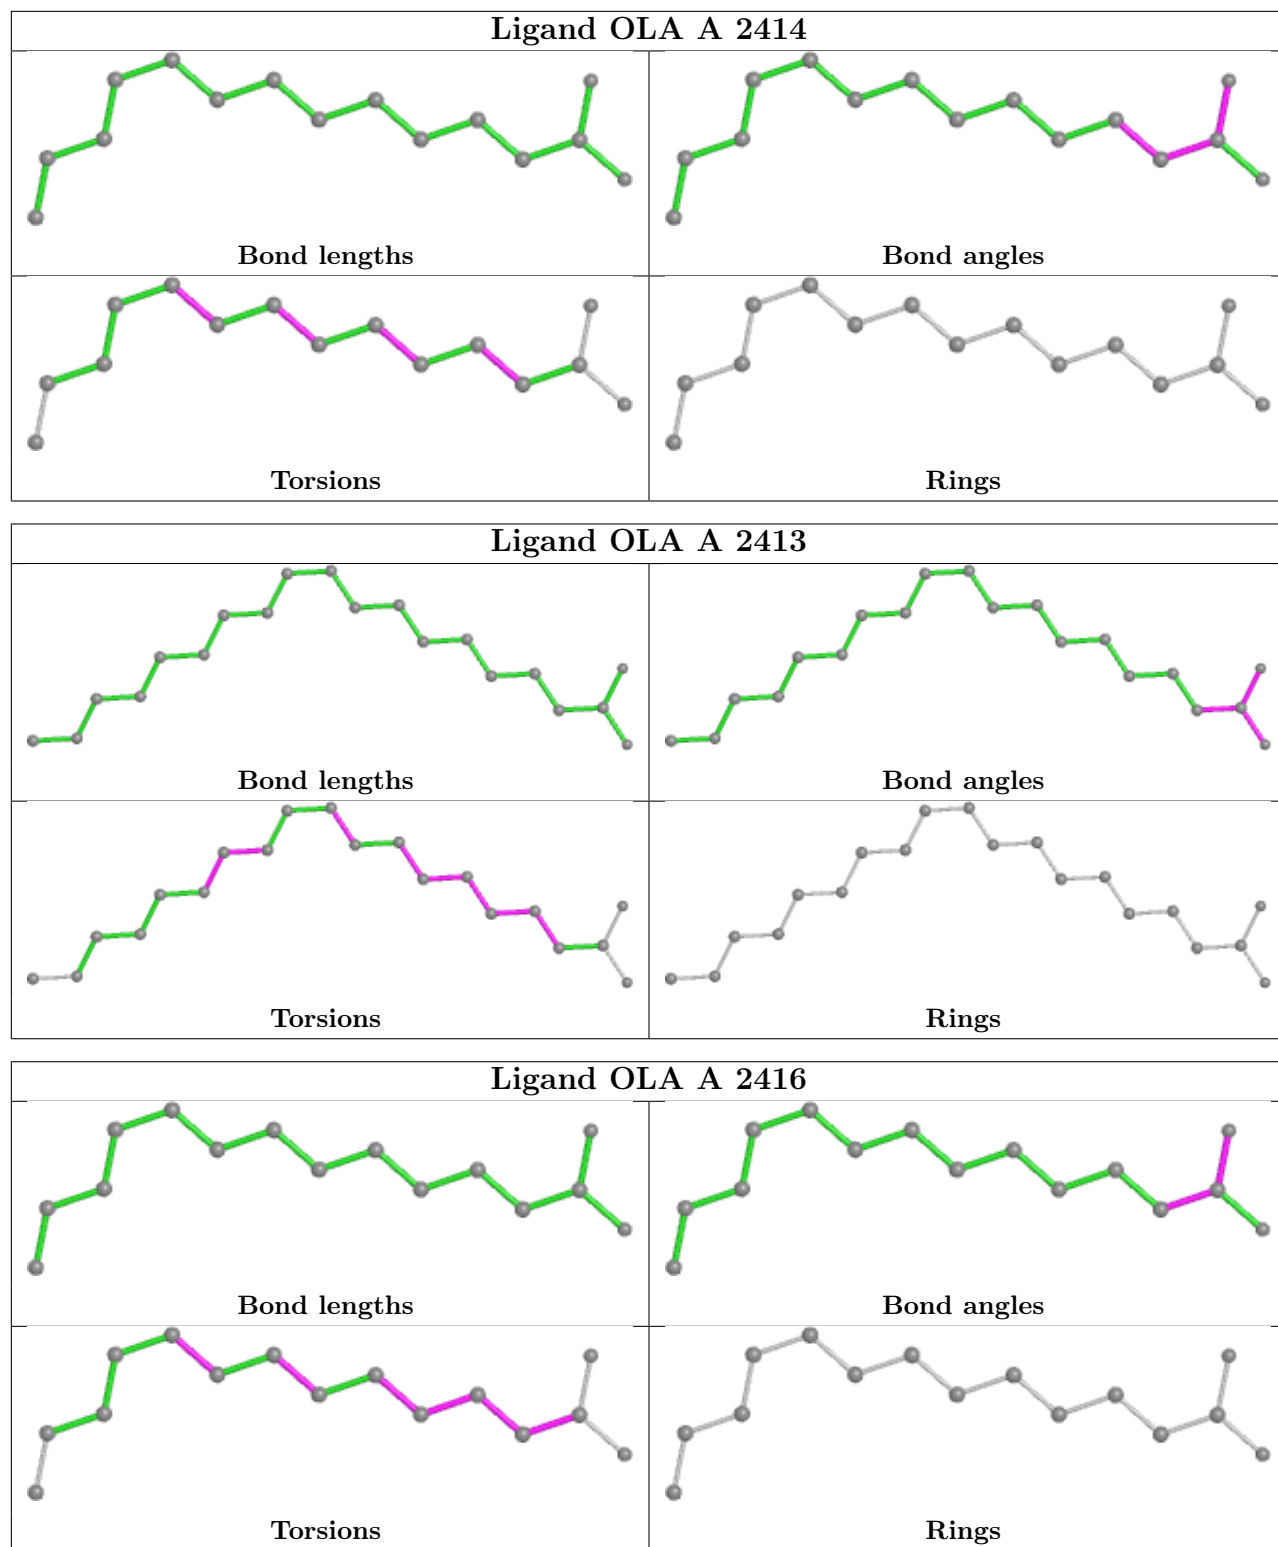 Ligand OLA A 2414
Bond lengths
Bond angles
Torsions
Rings
Ligand OLA A 2413
Bond lengths
Bond angles
Torsions
Rings
Ligand OLA A 2416
Bond lengths
Bond angles
Torsions
Rings